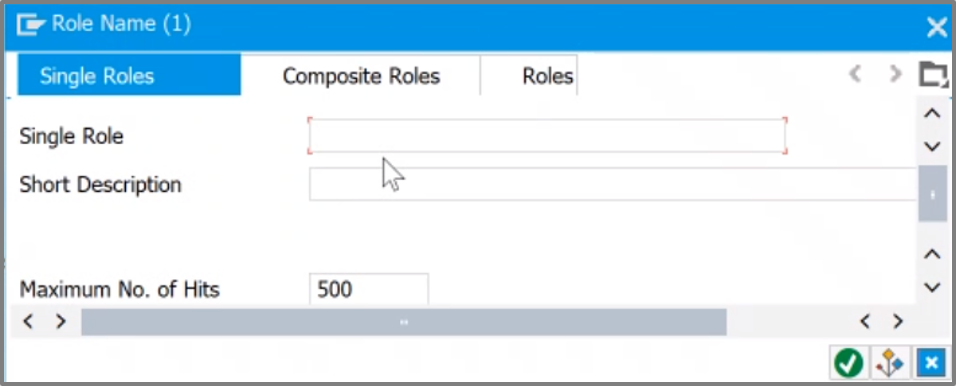 Role Name (1)
Single Roles Composite Roles Roles
Single Role
Short Description
Maximum No. of Hits 500